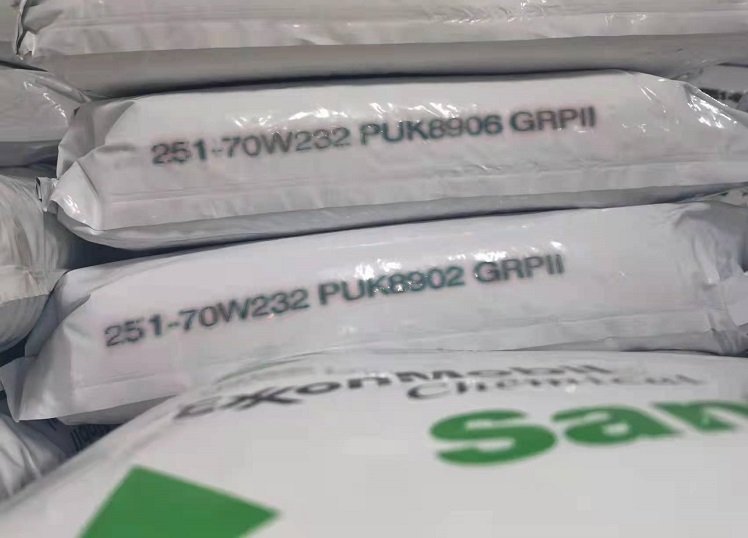 251-70W232 PUK8906 GRPII
251-70W232 PUK8902 GRPII
ExxonMobil
Chemical
San